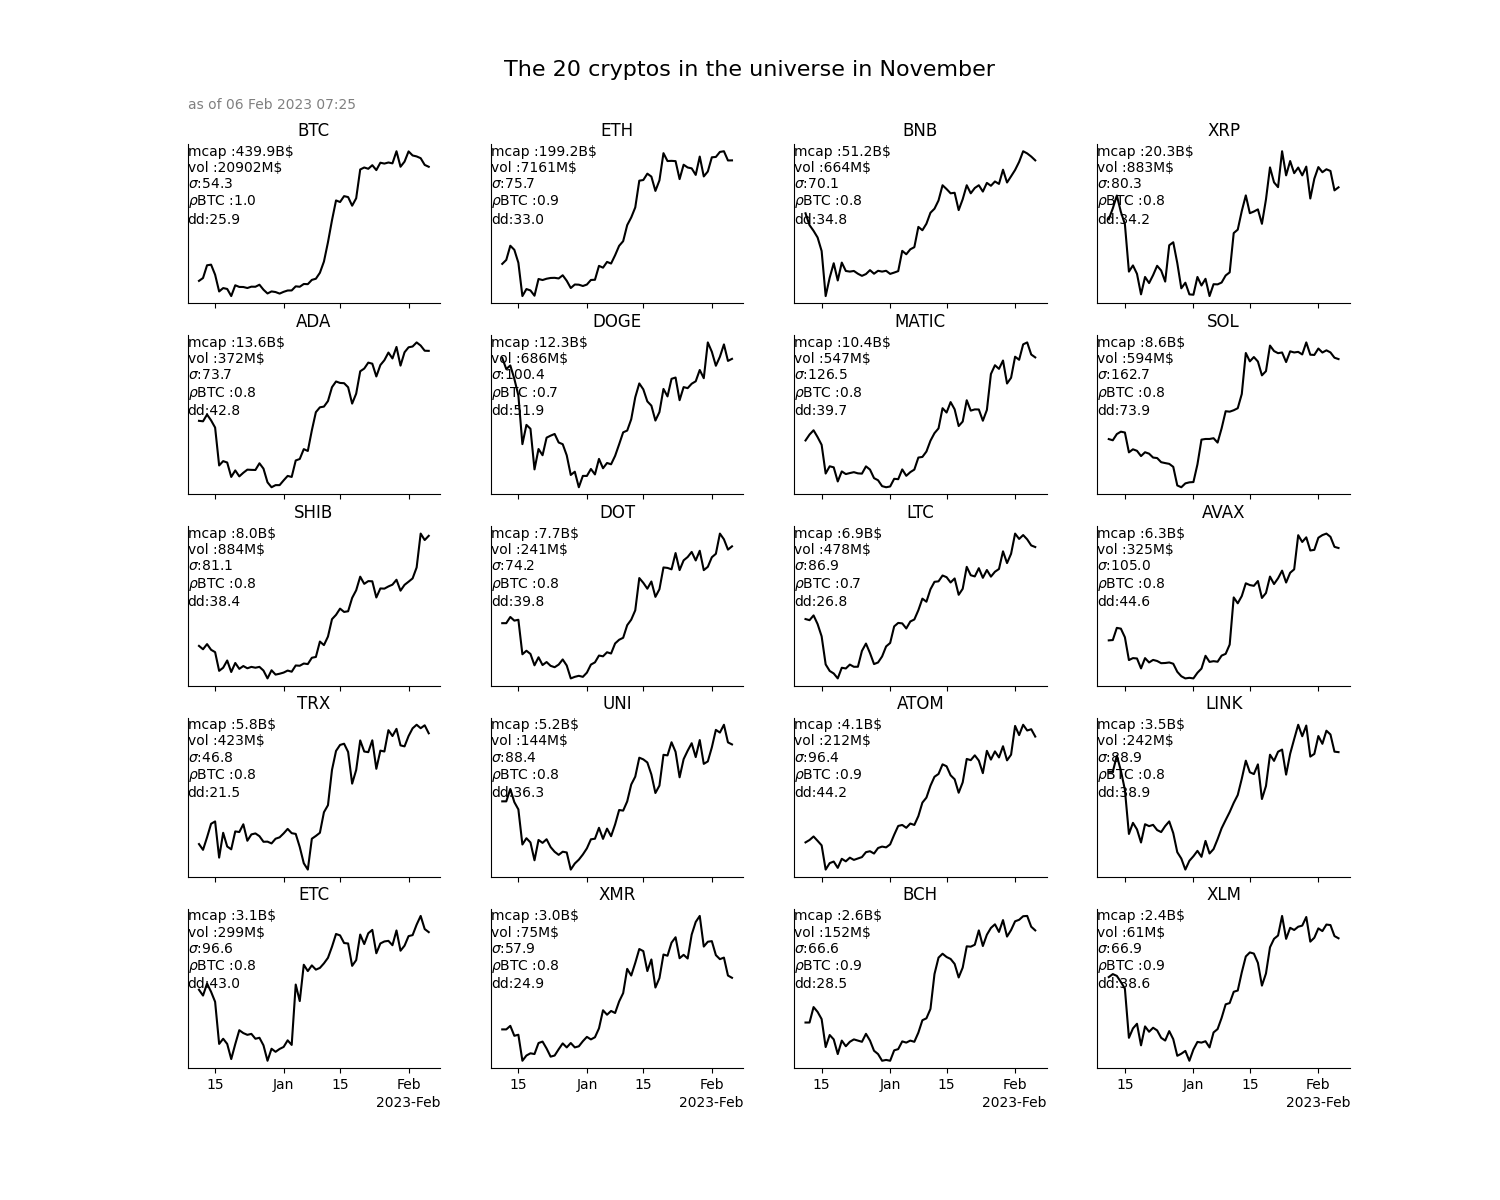 The 20 cryptos in the universe in November
as of 06 Feb 2023 07:25
BTC
mcap :439.9B$
vol :20902M$
σ:54.3
ρBTC :1.0
dd:25.9
ETH
mcap :199.2B$
vol :7161M$
σ:75.7
ρBTC :0.9
dd:33.0
BNB
mcap :51.2B$
vol :664M$
σ:70.1
ρBTC :0.8
dd:34.8
XRP
mcap :20.3B$
vol :883M$
σ:80.3
ρBTC :0.8
dd:34.2
ADA
mcap :13.6B$
vol :372M$
σ:73.7
ρBTC :0.8
dd:42.8
DOGE
mcap :12.3B$
vol :686M$
σ:100.4
ρBTC :0.7
dd:51.9
MATIC
mcap :10.4B$
vol :547M$
σ:126.5
ρBTC :0.8
dd:39.7
SOL
mcap :8.6B$
vol :594M$
σ:162.7
ρBTC :0.8
dd:73.9
SHIB
mcap :8.0B$
vol :884M$
σ:81.1
ρBTC :0.8
dd:38.4
DOT
mcap :7.7B$
vol :241M$
σ:74.2
ρBTC :0.8
dd:39.8
LTC
mcap :6.9B$
vol :478M$
σ:86.9
ρBTC :0.7
dd:26.8
AVAX
mcap :6.3B$
vol :325M$
σ:105.0
ρBTC :0.8
dd:44.6
TRX
mcap :5.8B$
vol :423M$
σ:46.8
ρBTC :0.8
dd:21.5
UNI
mcap :5.2B$
vol :144M$
σ:88.4
ρBTC :0.8
dd:36.3
ATOM
mcap :4.1B$
vol :212M$
σ:96.4
ρBTC :0.9
dd:44.2
LINK
mcap :3.5B$
vol :242M$
σ:88.9
ρBTC :0.8
dd:38.9
ETC
mcap :3.1B$
vol :299M$
σ:96.6
ρBTC :0.8
dd:43.0
XMR
mcap :3.0B$
vol :75M$
σ:57.9
ρBTC :0.8
dd:24.9
BCH
mcap :2.6B$
vol :152M$
σ:66.6
ρBTC :0.9
dd:28.5
XLM
mcap :2.4B$
vol :61M$
σ:66.9
ρBTC :0.9
dd:38.6
15 Jan 15 Feb
2023-Feb
15 Jan 15 Feb
2023-Feb
15 Jan 15 Feb
2023-Feb
15 Jan 15 Feb
2023-Feb